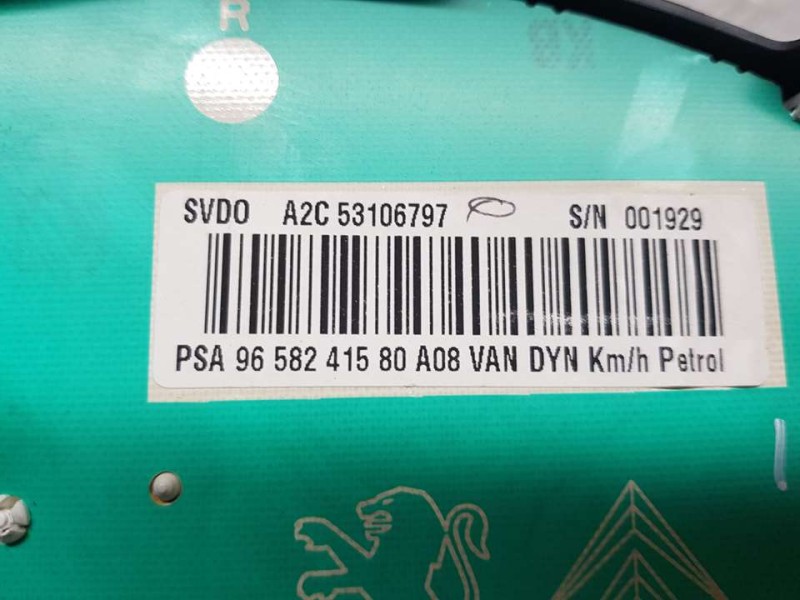 R
SVDO A2C 53106797 S/N 001929
PSA 96 582 415 80 A08 VAN DYN Km/h Petrol